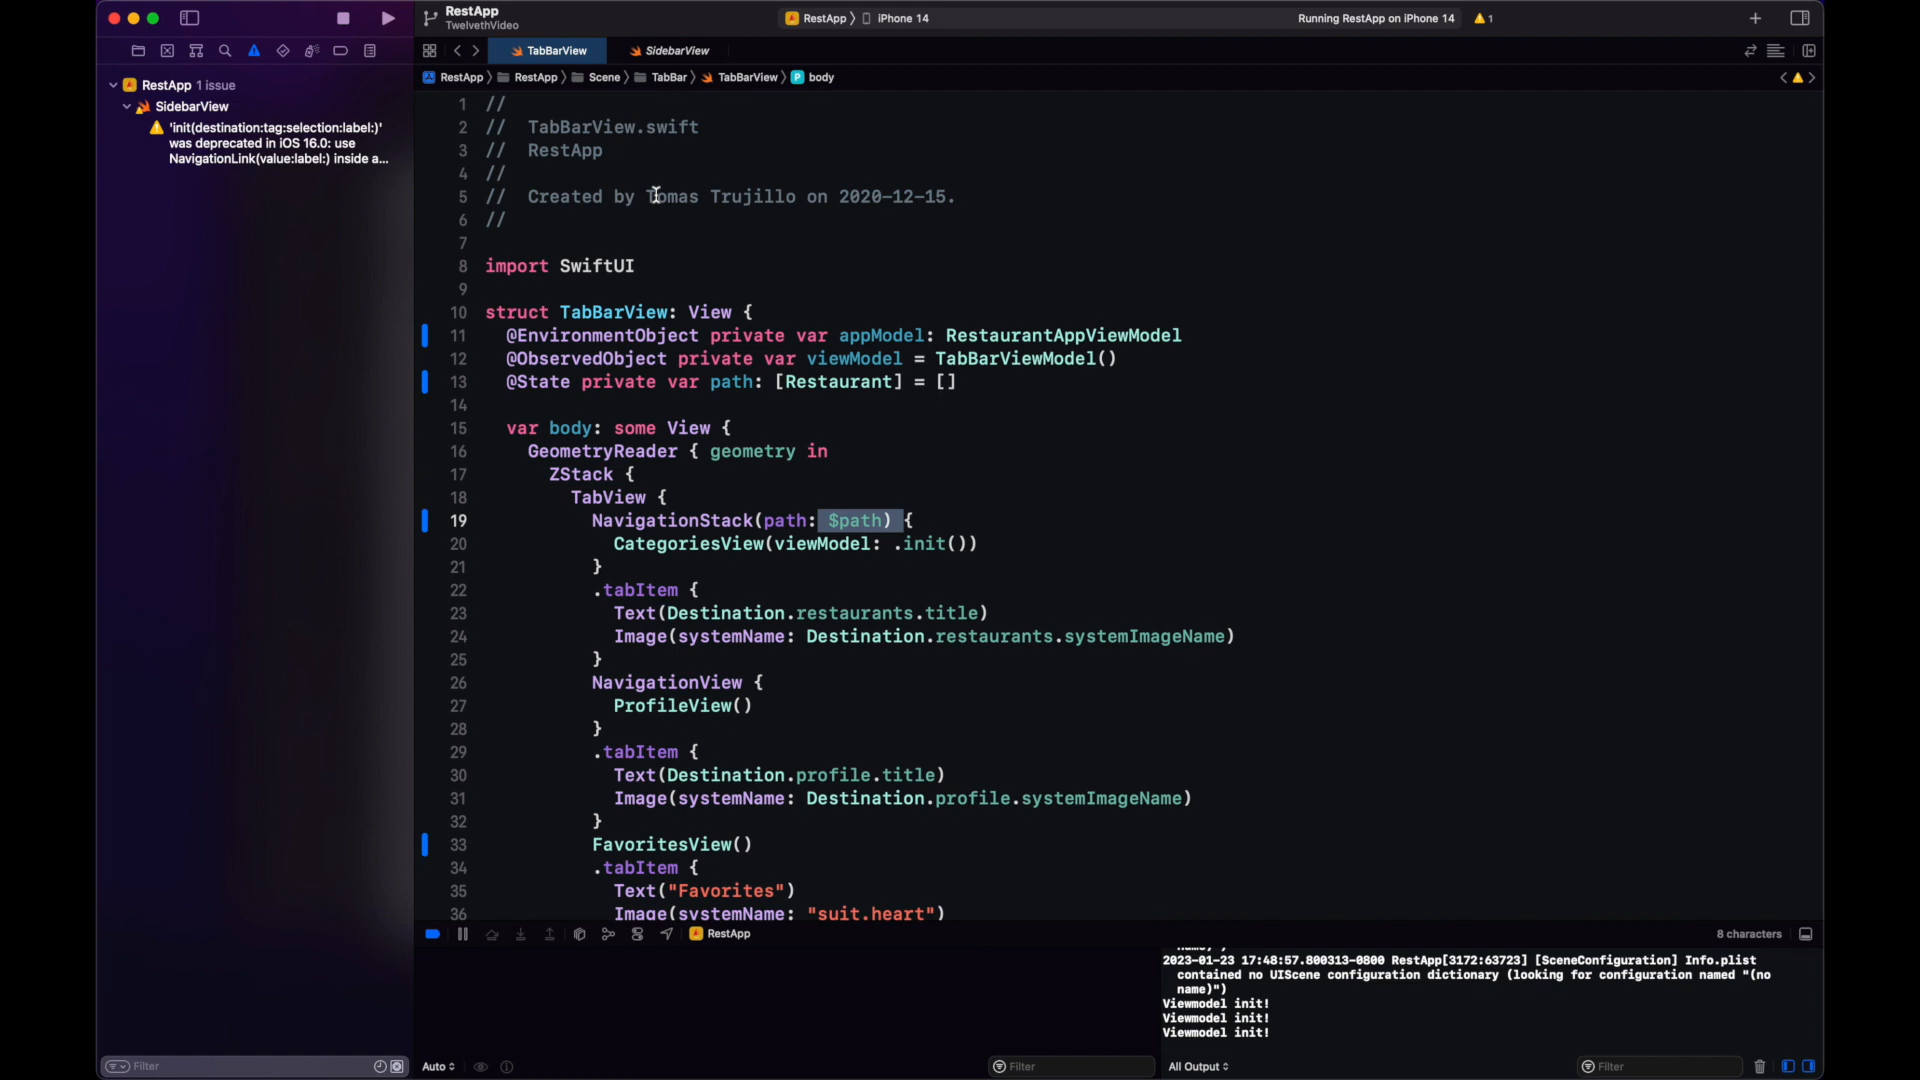 RestApp
TwelvethVideo
RestApp
iPhone 14
Running RestApp on iPhone 14
1
TabBarView
SidebarView
RestApp
RestApp
Scene
TabBar
TabBarView
P
body
RestApp 1 issue
SidebarView
'init(destination:tag:selection:label:)'
was deprecated in iOS 16.0: use
NavigationLink(value:label:) inside a...
1 //
2 //  TabBarView.swift
3 //  RestApp
4 //
5 //  Created by Tomas Trujillo on 2020-12-15.
6 //
7
8 import SwiftUI
9
10 struct TabBarView: View {
11   @EnvironmentObject private var appModel: RestaurantAppViewModel
12   @ObservedObject private var viewModel = TabBarViewModel()
13   @State private var path: [Restaurant] = []
14
15   var body: some View {
16     GeometryReader { geometry in
17       ZStack {
18         TabView {
19           NavigationStack(path: $path) {
20             CategoriesView(viewModel: .init())
21           }
22           .tabItem {
23             Text(Destination.restaurants.title)
24             Image(systemName: Destination.restaurants.systemImageName)
25           }
26           NavigationView {
27             ProfileView()
28           }
29           .tabItem {
30             Text(Destination.profile.title)
31             Image(systemName: Destination.profile.systemImageName)
32           }
33           FavoritesView()
34           .tabItem {
35             Text("Favorites")
36             Image(systemName: "suit.heart")
RestApp
8 characters
name)")
2023-01-23 17:48:57.800313-0800 RestApp[3172:63723] [SceneConfiguration] Info.plist
contained no UIScene configuration dictionary (looking for configuration named "(no
name)")
Viewmodel init!
Viewmodel init!
Viewmodel init!
Filter
Auto
Filter
All Output
Filter